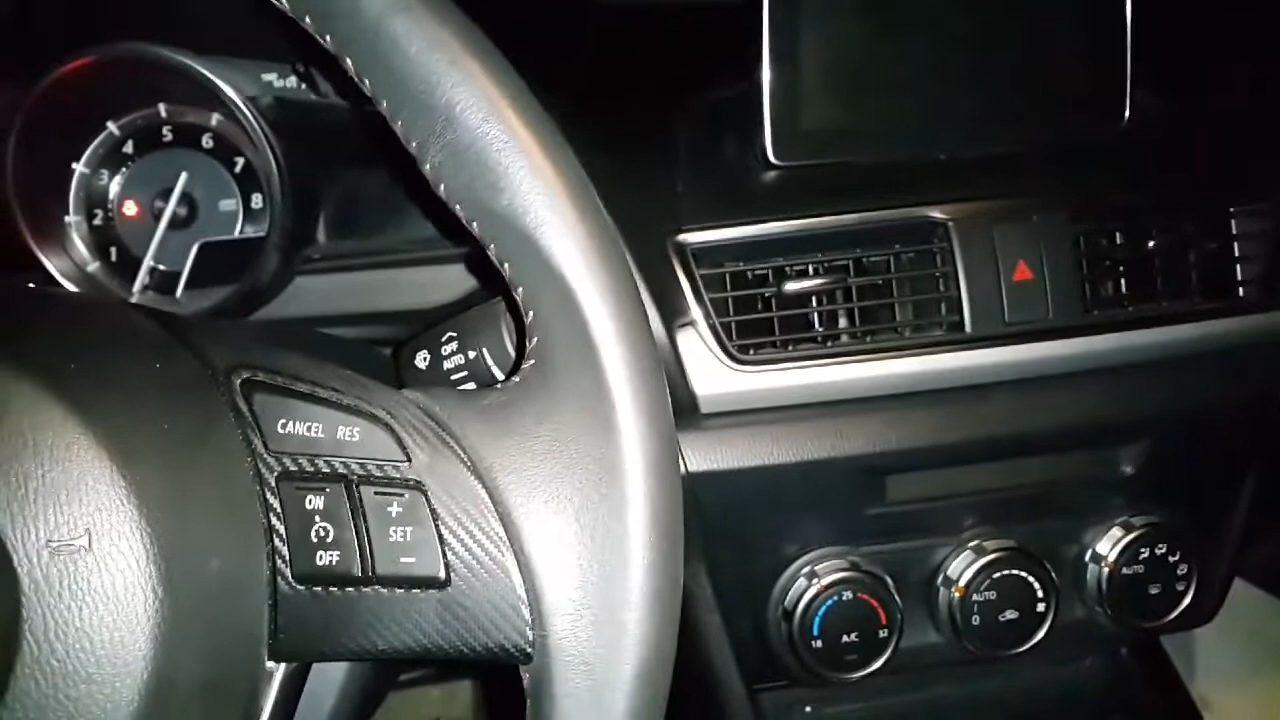 1 2 3 4 5 6 7 8
OFF
AUTO
CANCEL RES
ON
OFF
+
SET
−
18 25 32
A/C
AUTO
0
AUTO